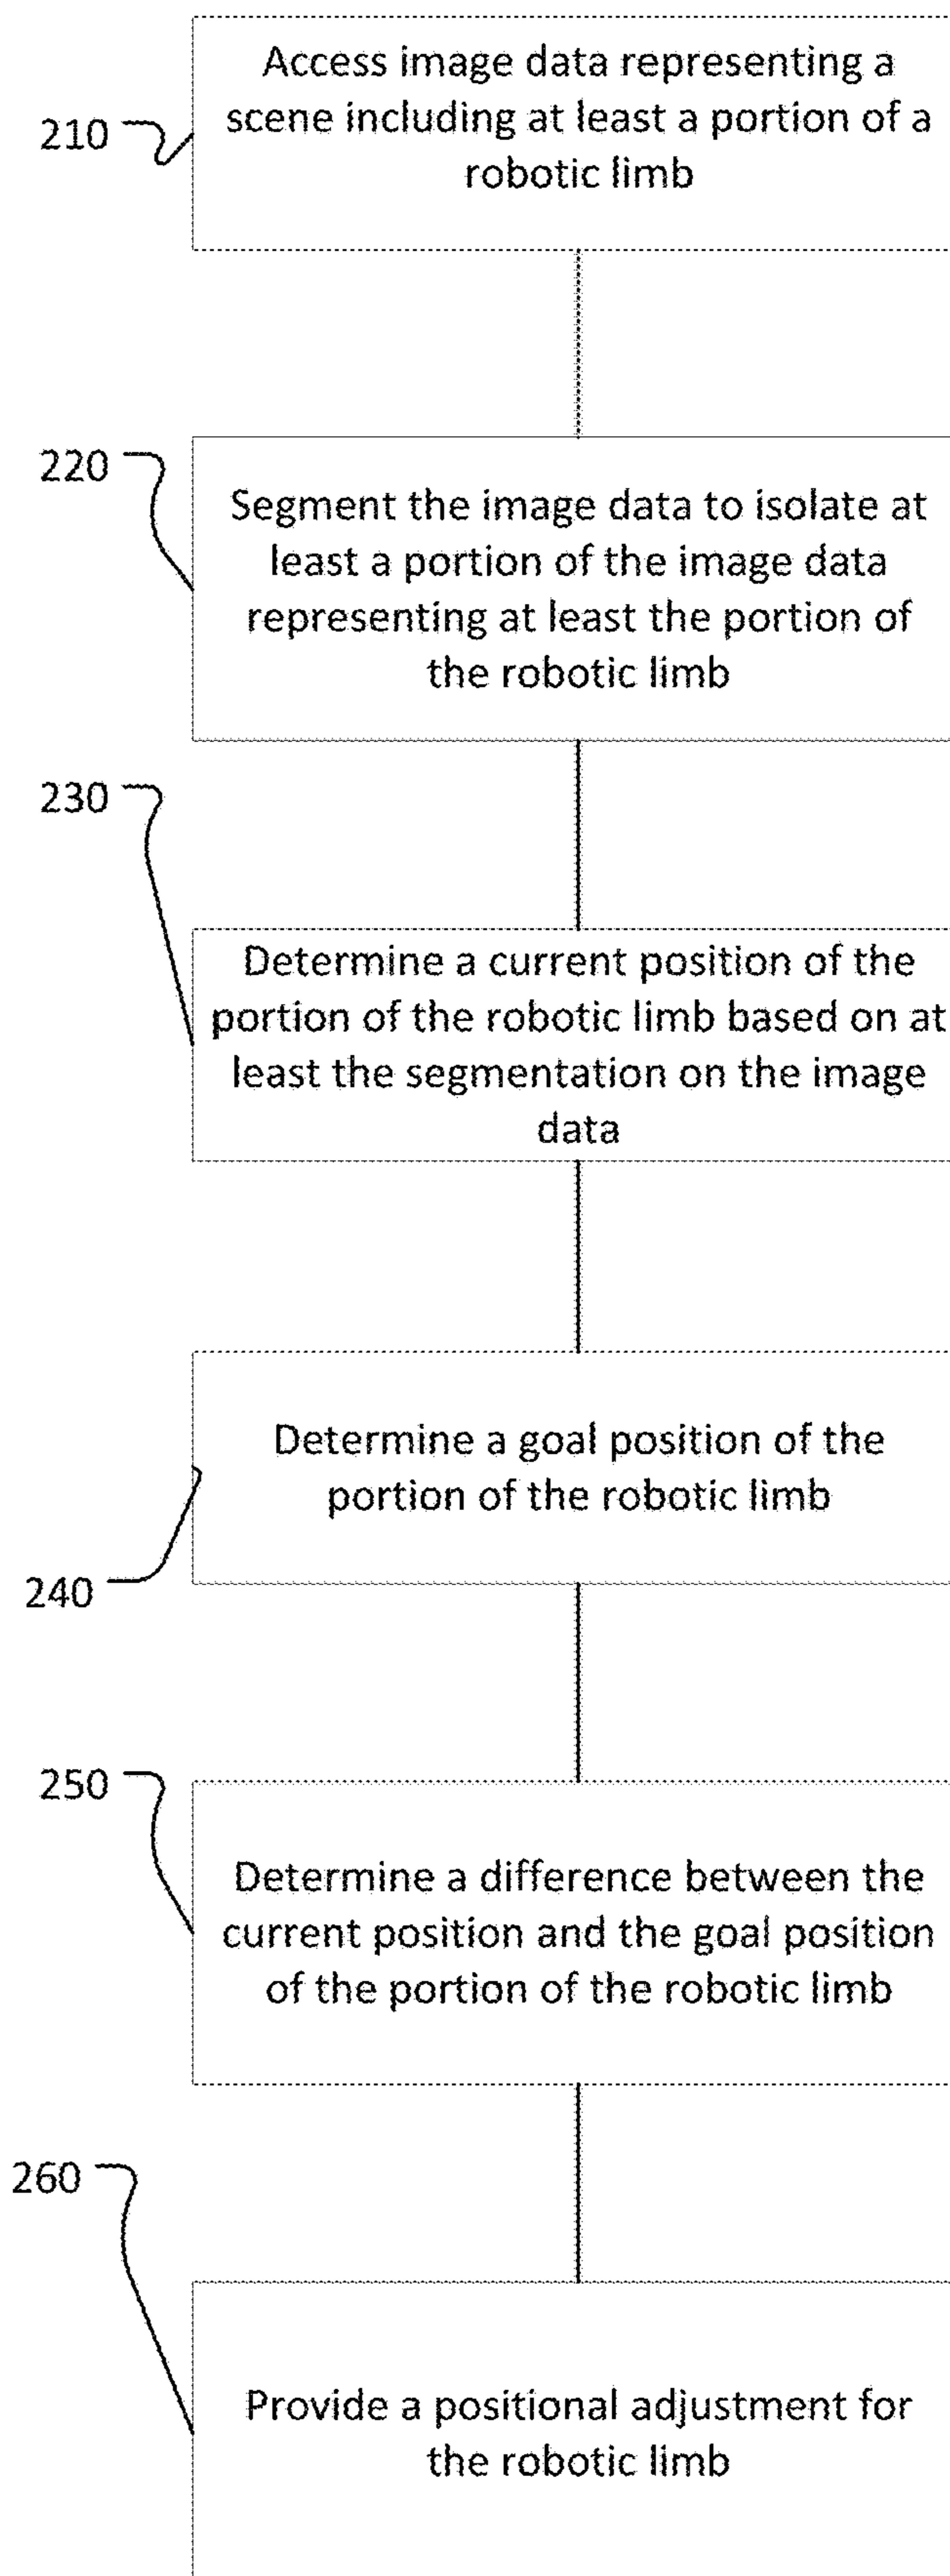 210
Access image data representing a
scene including at least a portion of a
robotic limb
220
Segment the image data to isolate at
least a portion of the image data
representing at least the portion of
the robotic limb
230
Determine a current position of the
portion of the robotic limb based on at
least the segmentation on the image
data
240
Determine a goal position of the
portion of the robotic limb
250
Determine a difference between the
current position and the goal position
of the portion of the robotic limb
260
Provide a positional adjustment for
the robotic limb